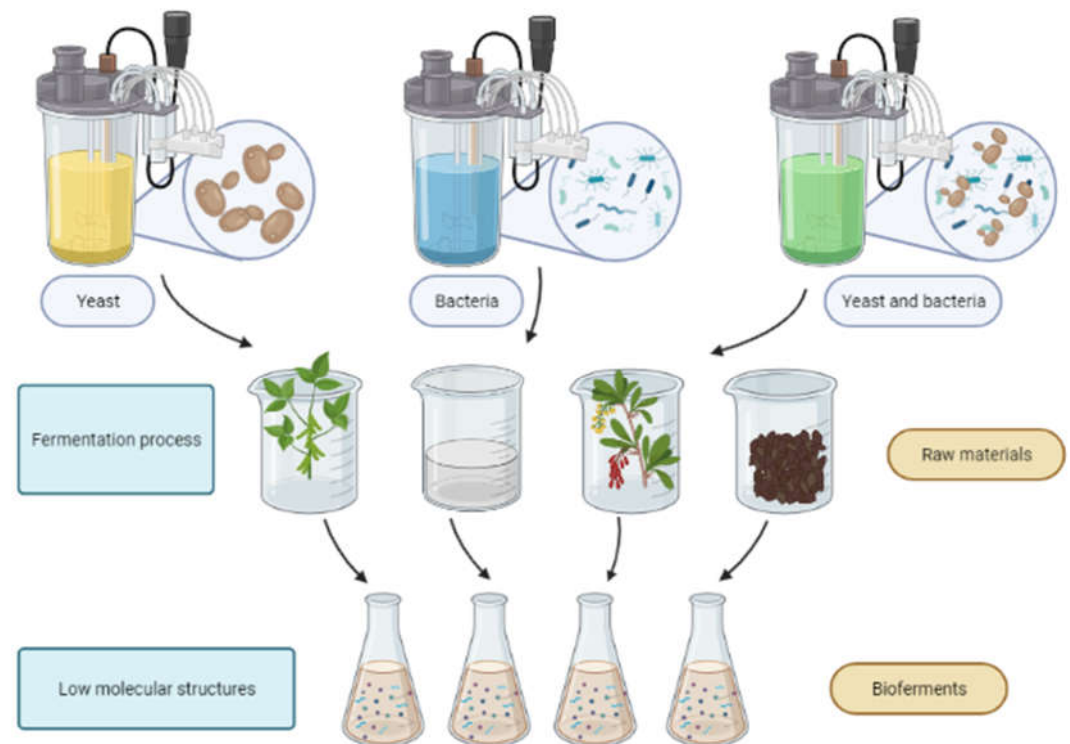 Yeast
Bacteria
Yeast and bacteria
Fermentation process
Raw materials
Low molecular structures
Bioferments